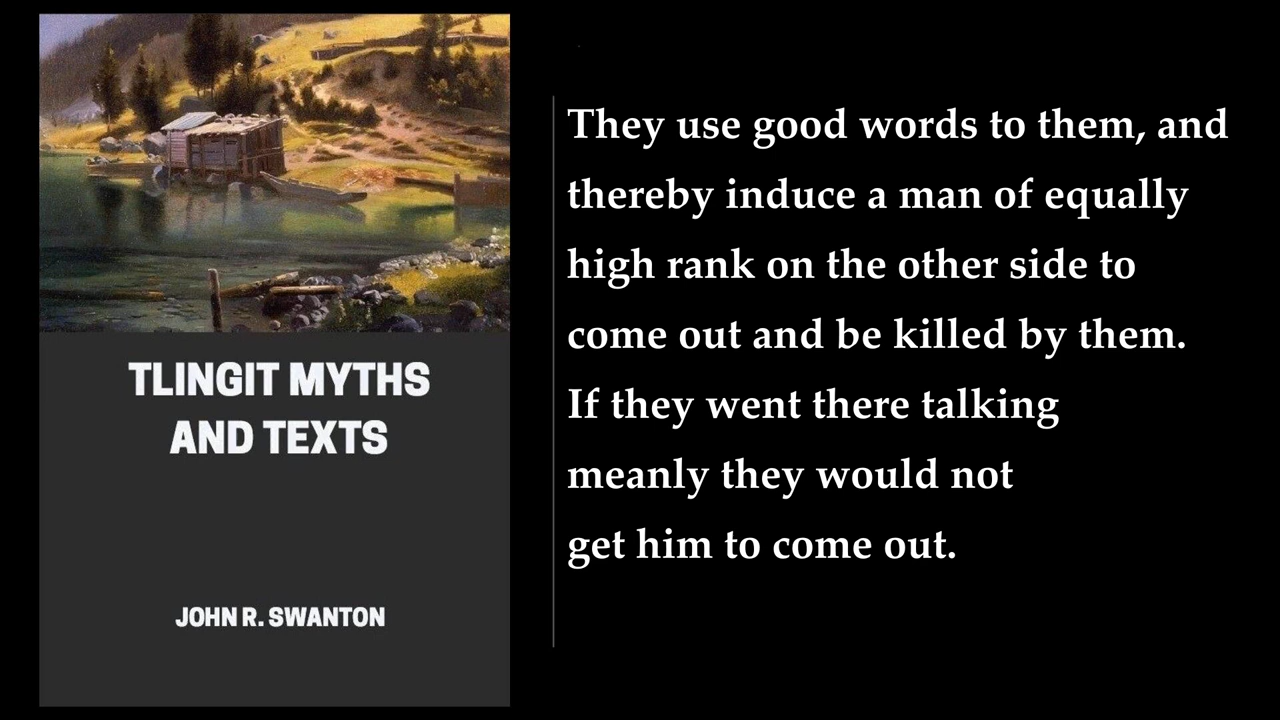 TLINGIT MYTHS
AND TEXTS
JOHN R. SWANTON
They use good words to them, and
thereby induce a man of equally
high rank on the other side to
come out and be killed by them.
If they went there talking
meanly they would not
get him to come out.